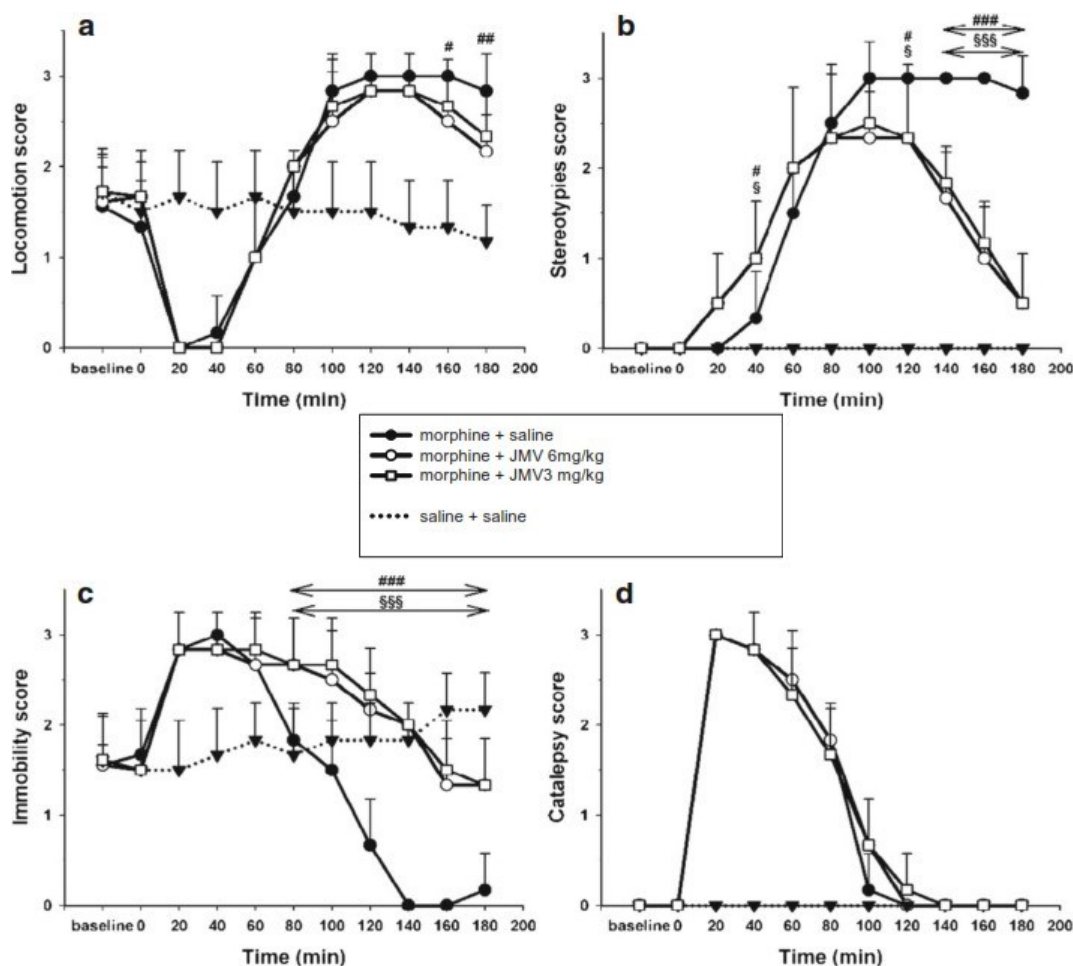 a
Locomotion score
3
2
1
0
# ##
baseline 0 20 40 60 80 100 120 140 160 180 200
Time (min)
b
Stereotypies score
3
2
1
0
#
§
#
§
###
§§§
baseline 0 20 40 60 80 100 120 140 160 180 200
Time (min)
morphine + saline
morphine + JMV 6mg/kg
morphine + JMV3 mg/kg
saline + saline
c
Immobility score
3
2
1
0
###
§§§
baseline 0 20 40 60 80 100 120 140 160 180 200
Time (min)
d
Catalepsy score
3
2
1
0
baseline 0 20 40 60 80 100 120 140 160 180 200
Time (min)